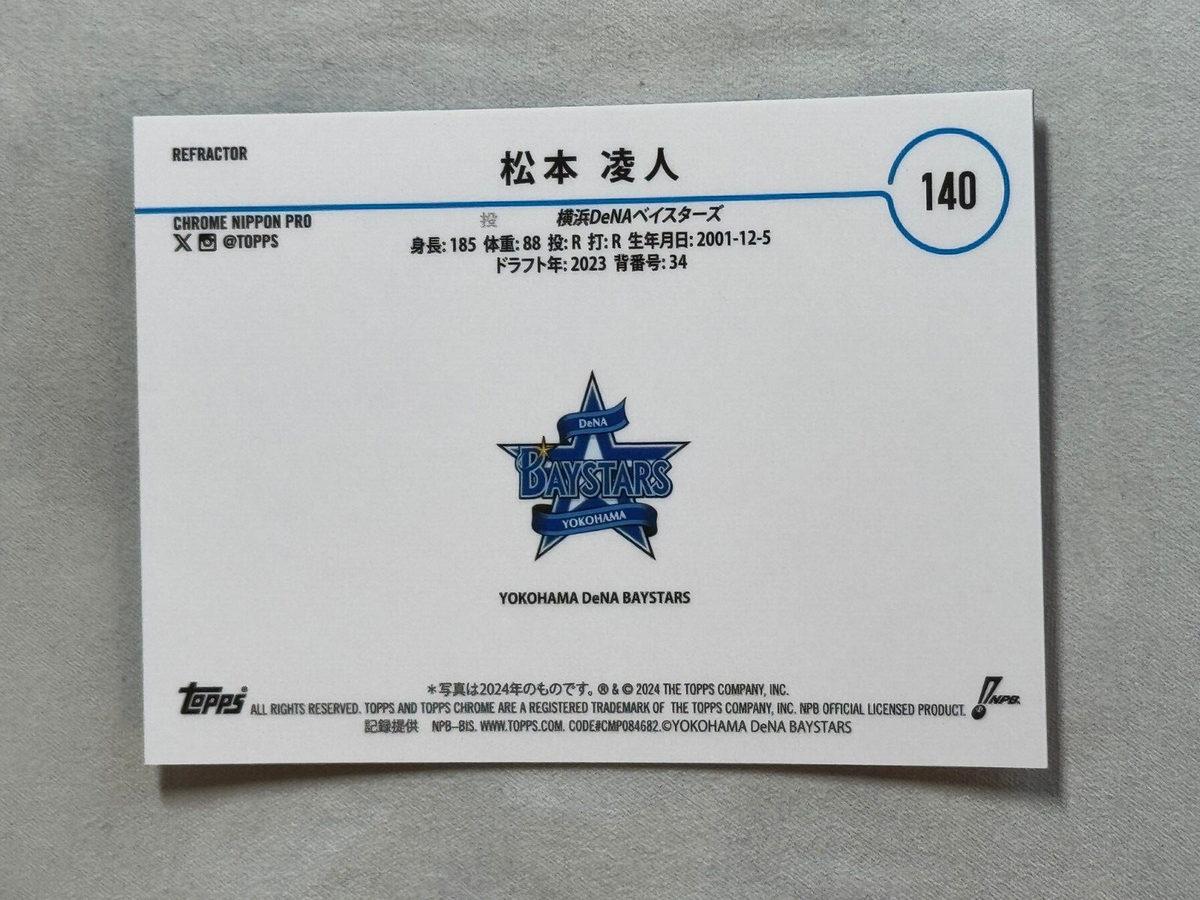 REFRACTOR
松本 凌人
140
CHROME NIPPON PRO
投 横浜DeNAベイスターズ
@TOPPS
身長: 185 体重: 88 投: R 打: R 生年月日: 2001-12-5
ドラフト年: 2023 背番号: 34
DeNA
BAYSTARS
YOKOHAMA
YOKOHAMA DeNA BAYSTARS
＊写真は2024年のものです。 ® & © 2024 THE TOPPS COMPANY, INC.
topps® ALL RIGHTS RESERVED. TOPPS AND TOPPS CHROME ARE A REGISTERED TRADEMARK OF THE TOPPS COMPANY, INC. NPB OFFICIAL LICENSED PRODUCT. NPB
記録提供 NPB-BIS. WWW.TOPPS.COM. CODE#CMP084682.©YOKOHAMA DeNA BAYSTARS